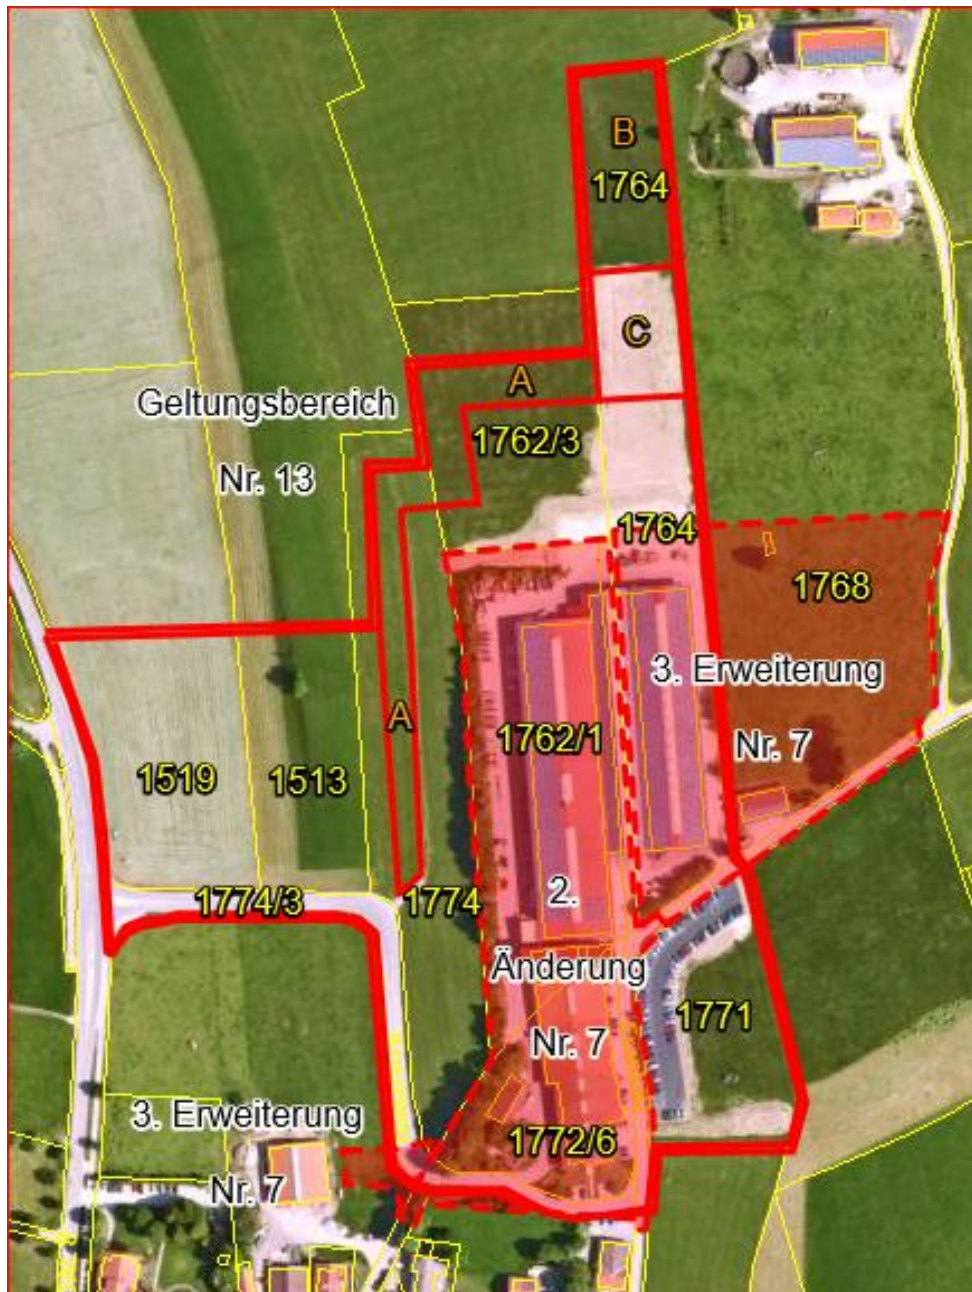 B
1764
C
A
Geltungsbereich
Nr. 13
1762/3
1764
1768
3. Erweiterung
Nr. 7
A
1762/1
1519
1513
1774/3
1774
2.
Änderung
Nr. 7
1771
3. Erweiterung
Nr. 7
1772/6